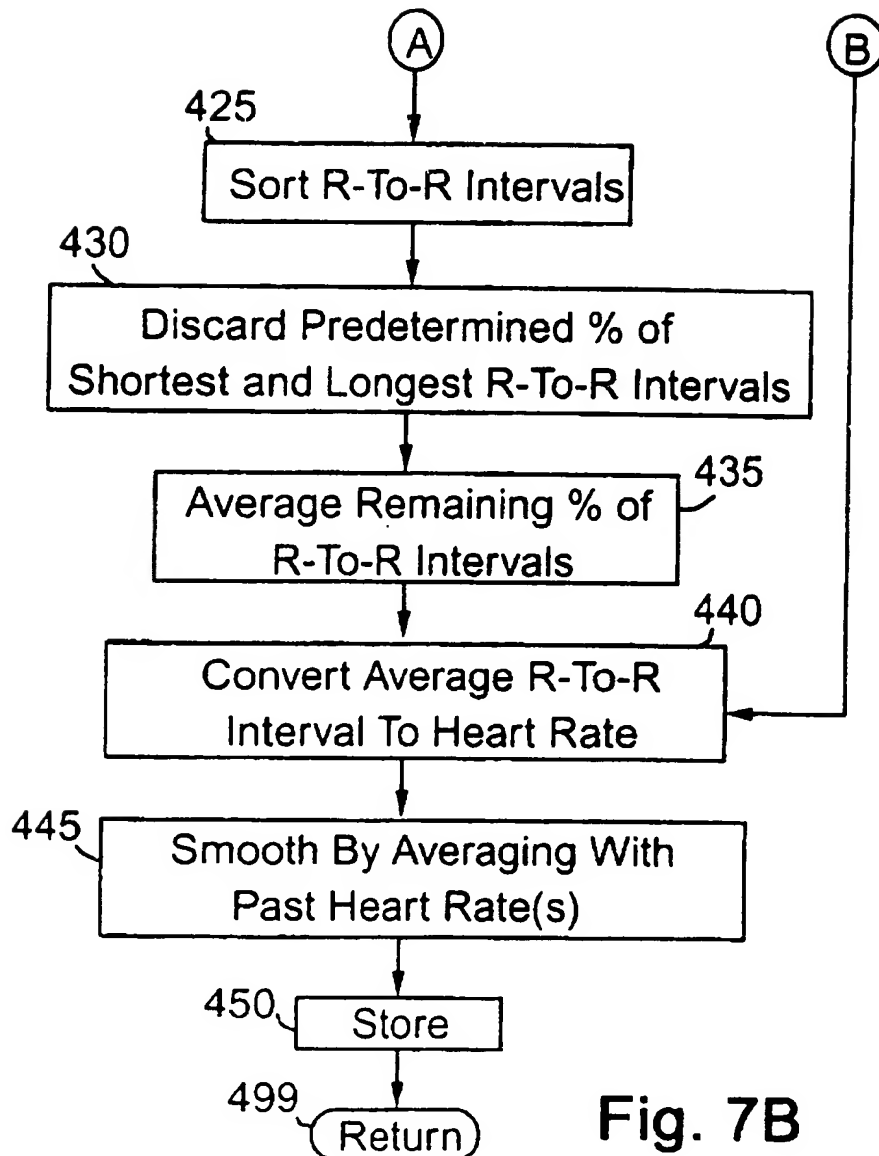 A
B
425
Sort R-To-R Intervals
430
Discard Predetermined % of
Shortest and Longest R-To-R Intervals
435
Average Remaining % of
R-To-R Intervals
440
Convert Average R-To-R
Interval To Heart Rate
445
Smooth By Averaging With
Past Heart Rate(s)
450
Store
499
Return
Fig. 7B